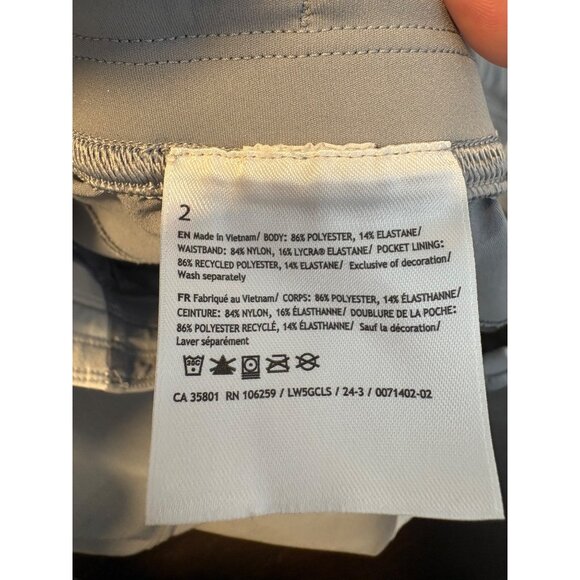 2
EN Made in Vietnam/ BODY: 86% POLYESTER, 14% ELASTANE/
WAISTBAND: 84% NYLON, 16% LYCRA® ELASTANE/ POCKET LINING:
86% RECYCLED POLYESTER, 14% ELASTANE/ Exclusive of decoration/
Wash separately
FR Fabriqué au Vietnam/ CORPS: 86% POLYESTER, 14% ÉLASTHANNE/
CEINTURE: 84% NYLON, 16% ÉLASTHANNE/ DOUBLURE DE LA POCHE:
86% POLYESTER RECYCLÉ, 14% ÉLASTHANNE/ Sauf la décoration/
Laver séparément
30C
CA 35801 RN 106259 / LW5GCLS / 24-3 / 0071402-02